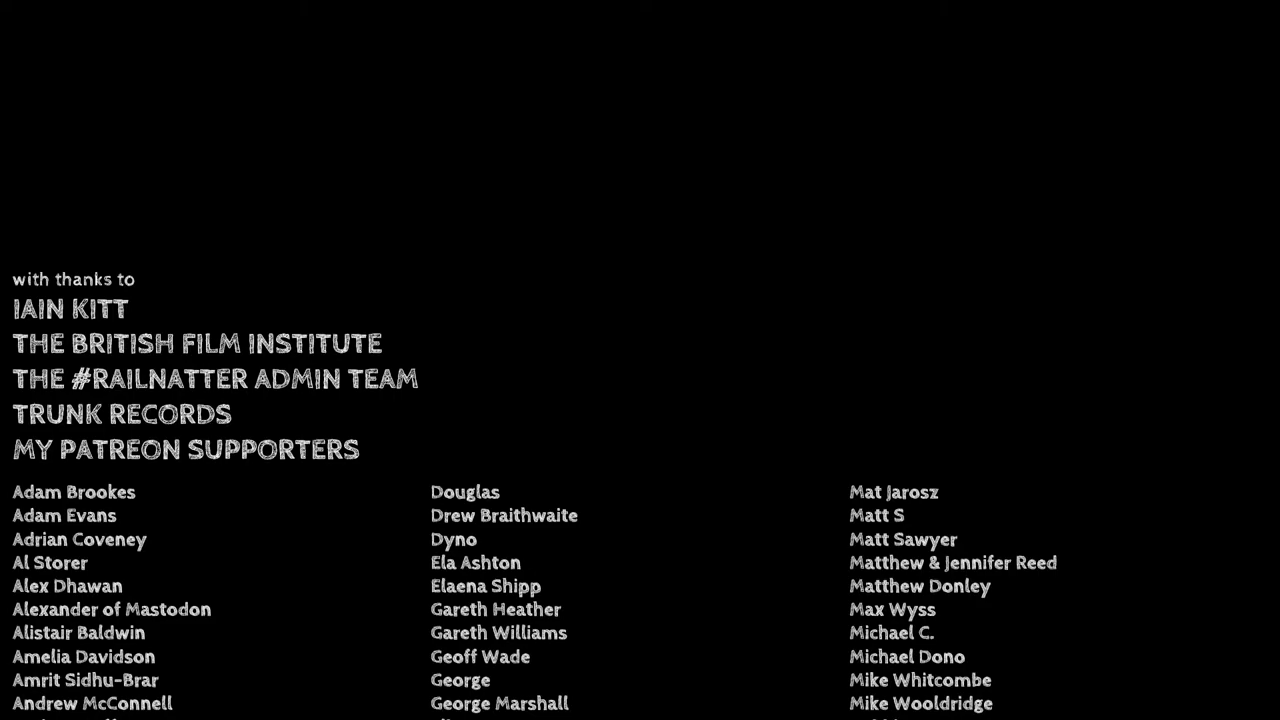 with thanks to
IAIN KITT
THE BRITISH FILM INSTITUTE
THE #RAILNATTER ADMIN TEAM
TRUNK RECORDS
MY PATREON SUPPORTERS
Adam Brookes
Adam Evans
Adrian Coveney
Al Storer
Alex Dhawan
Alexander of Mastodon
Alistair Baldwin
Amelia Davidson
Amrit Sidhu-Brar
Andrew McConnell
Douglas
Drew Braithwaite
Dyno
Ela Ashton
Elaena Shipp
Gareth Heather
Gareth Williams
Geoff Wade
George
George Marshall
Mat Jarosz
Matt S
Matt Sawyer
Matthew & Jennifer Reed
Matthew Donley
Max Wyss
Michael C.
Michael Dono
Mike Whitcombe
Mike Wooldridge